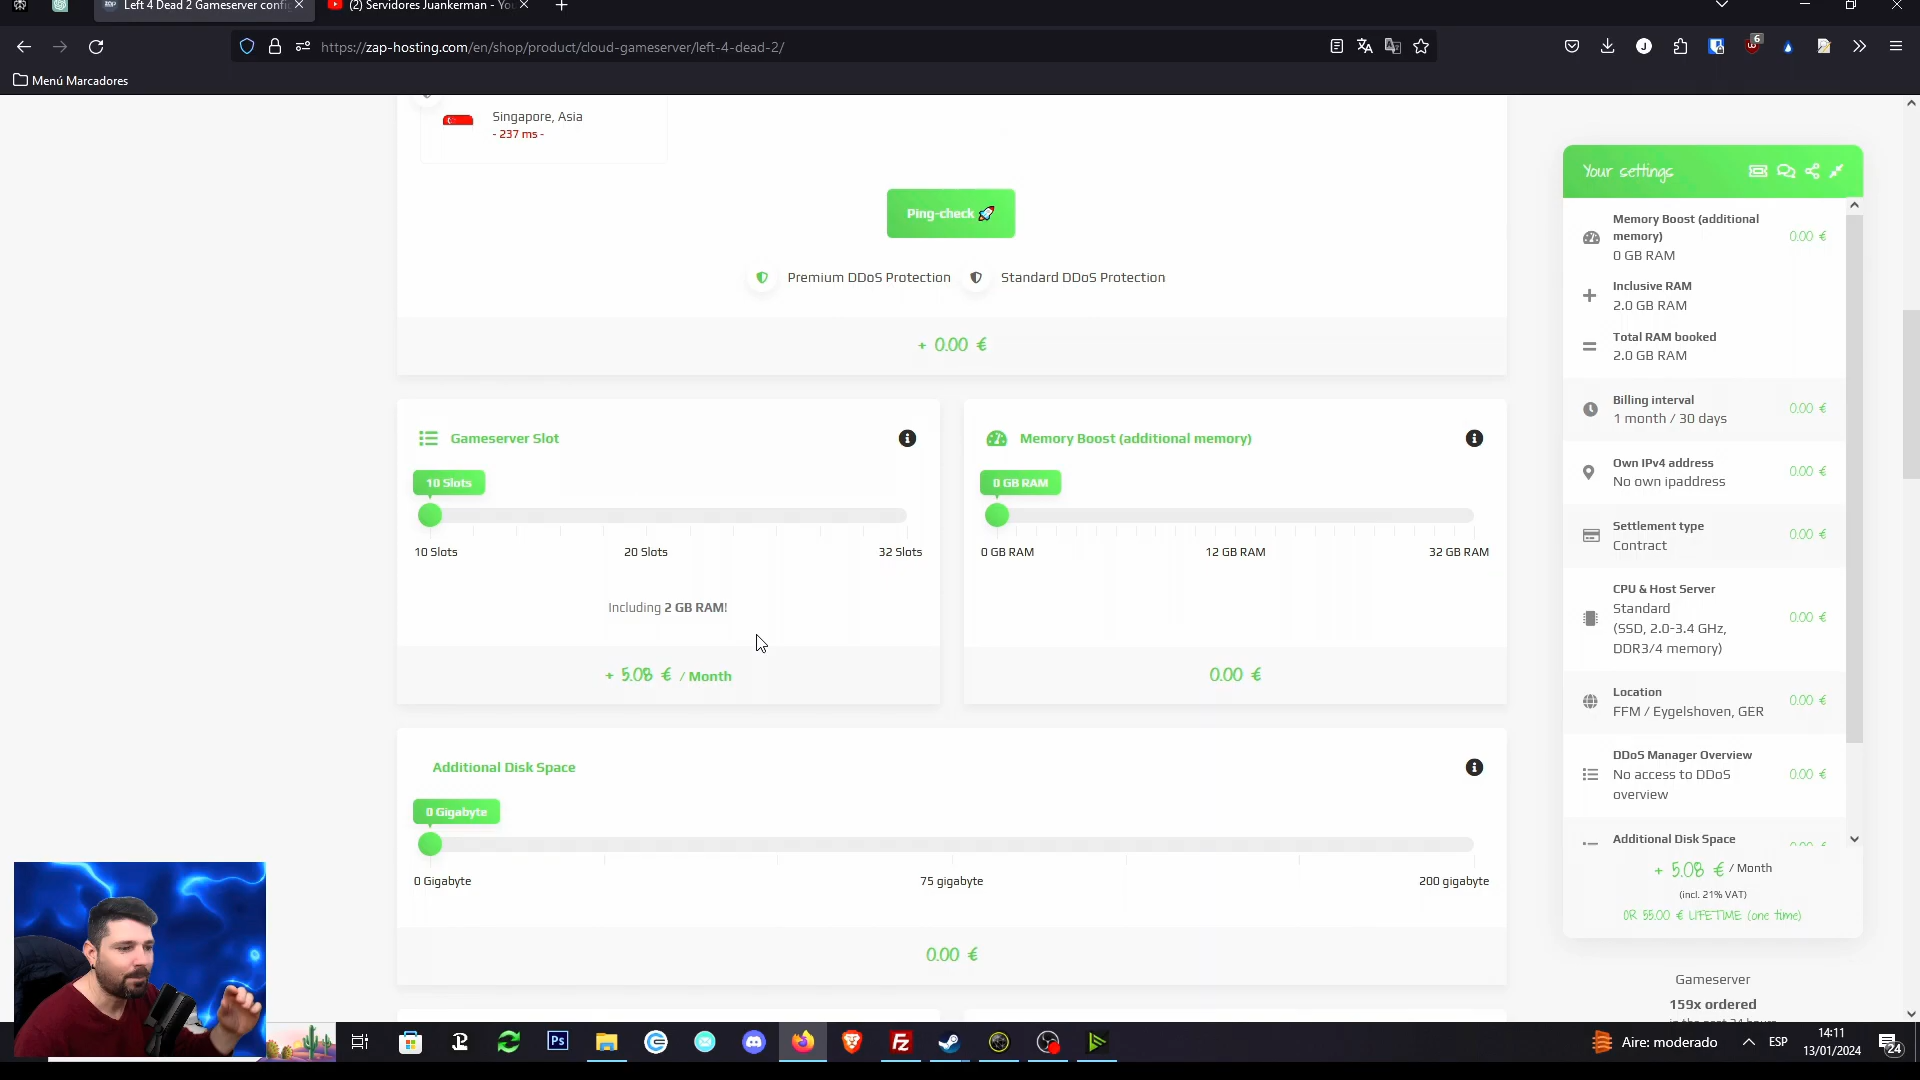 Left 4 Dead 2 Gameserver config
(2) Servidores Juankerman - You
https://zap-hosting.com/en/shop/product/cloud-gameserver/left-4-dead-2/
6
Menú Marcadores
Singapore, Asia
- 237 ms -
Ping-check
Premium DDoS Protection
Standard DDoS Protection
+ 0.00 €
Gameserver Slot
10 Slots
10 Slots
20 Slots
32 Slots
Including 2 GB RAM!
+ 5.08 € / Month
Memory Boost (additional memory)
0 GB RAM
0 GB RAM
12 GB RAM
32 GB RAM
0.00 €
Additional Disk Space
0 Gigabyte
0 Gigabyte
75 gigabyte
200 gigabyte
0.00 €
Your settings
Memory Boost (additional
memory)
0 GB RAM
0.00 €
Inclusive RAM
2.0 GB RAM
Total RAM booked
2.0 GB RAM
Billing interval
1 month / 30 days
0.00 €
Own IPv4 address
No own ipaddress
0.00 €
Settlement type
Contract
0.00 €
CPU & Host Server
Standard
(SSD, 2.0-3.4 GHz,
DDR3/4 memory)
0.00 €
Location
FFM / Eygelshoven, GER
0.00 €
DDoS Manager Overview
No access to DDoS
overview
0.00 €
Additional Disk Space
+ 5.08 € / Month
(incl. 21% VAT)
OR 55.00 € LIFETIME (one time)
Gameserver
159x ordered
Ps
Fz
Aire: moderado
ESP
14:11
13/01/2024
24